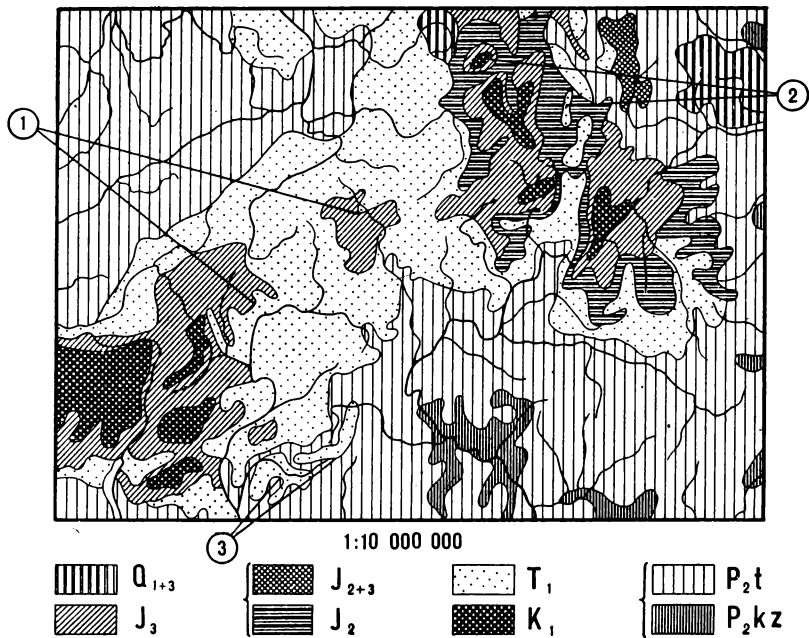 1
2
3
1:10 000 000
Q₁₊₃ J₂₊₃ T₁ P₂t
J₃ J₂ K₁ P₂kz